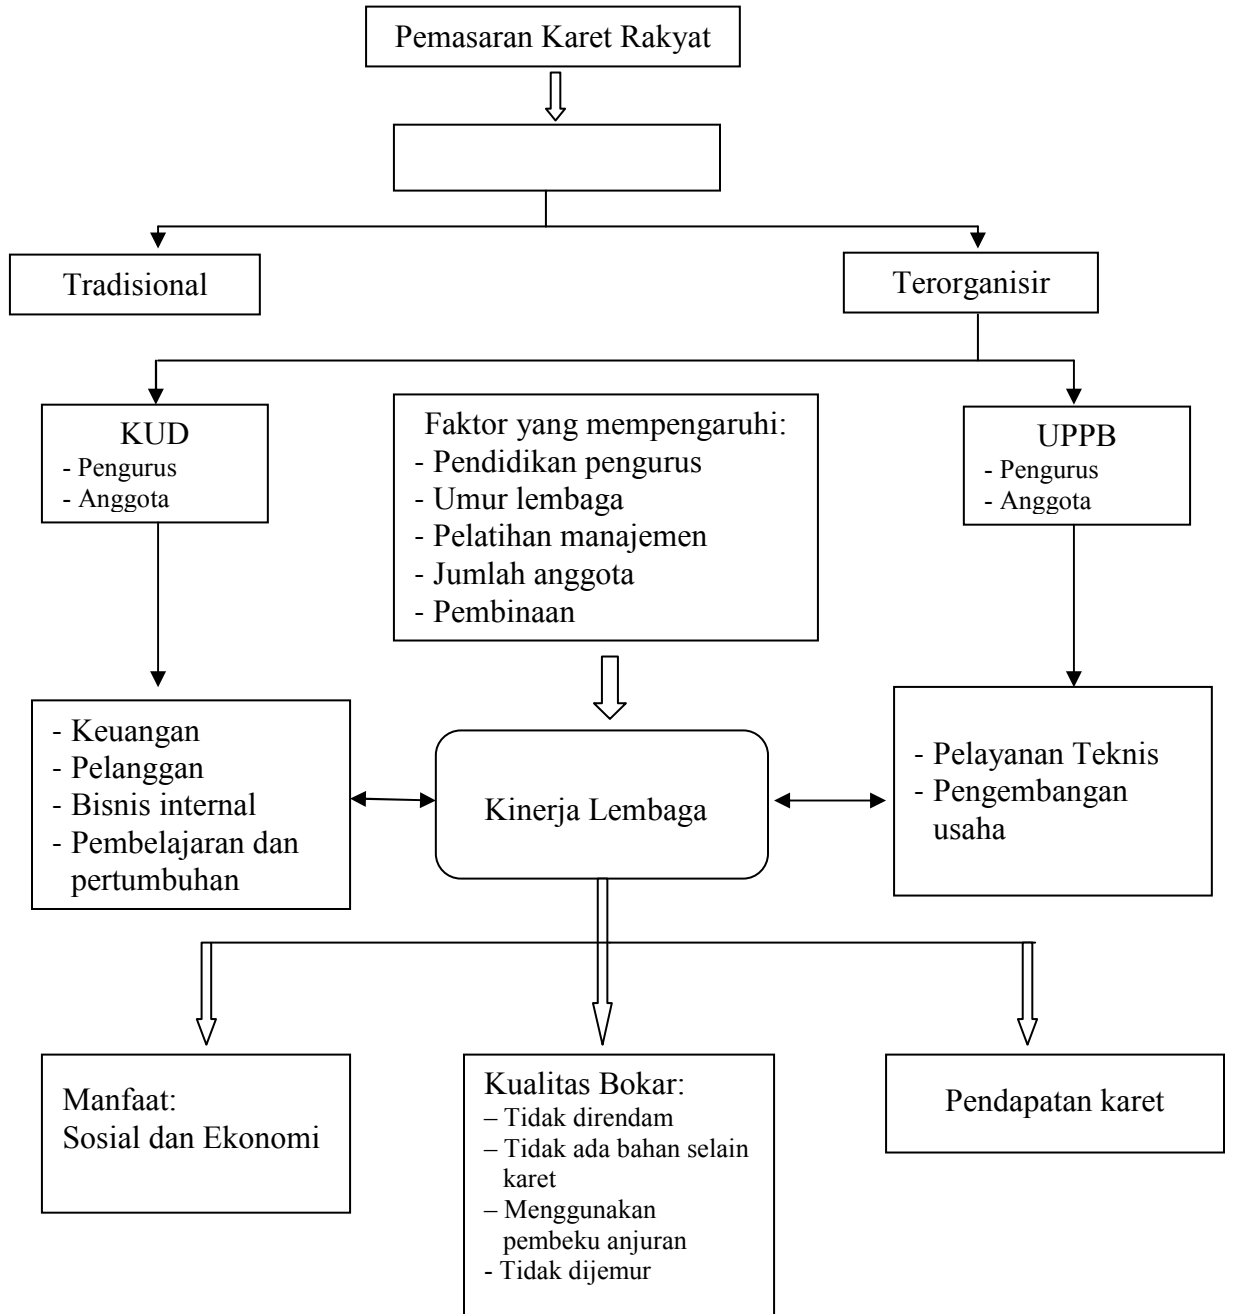 Pemasaran Karet Rakyat
Tradisional
Terorganisir
KUD
- Pengurus
- Anggota
Faktor yang mempengaruhi:
- Pendidikan pengurus
- Umur lembaga
- Pelatihan manajemen
- Jumlah anggota
- Pembinaan
UPPB
- Pengurus
- Anggota
- Keuangan
- Pelanggan
- Bisnis internal
- Pembelajaran dan
pertumbuhan
Kinerja Lembaga
- Pelayanan Teknis
- Pengembangan
usaha
Manfaat:
Sosial dan Ekonomi
Kualitas Bokar:
– Tidak direndam
– Tidak ada bahan selain
karet
– Menggunakan
pembeku anjuran
- Tidak dijemur
Pendapatan karet